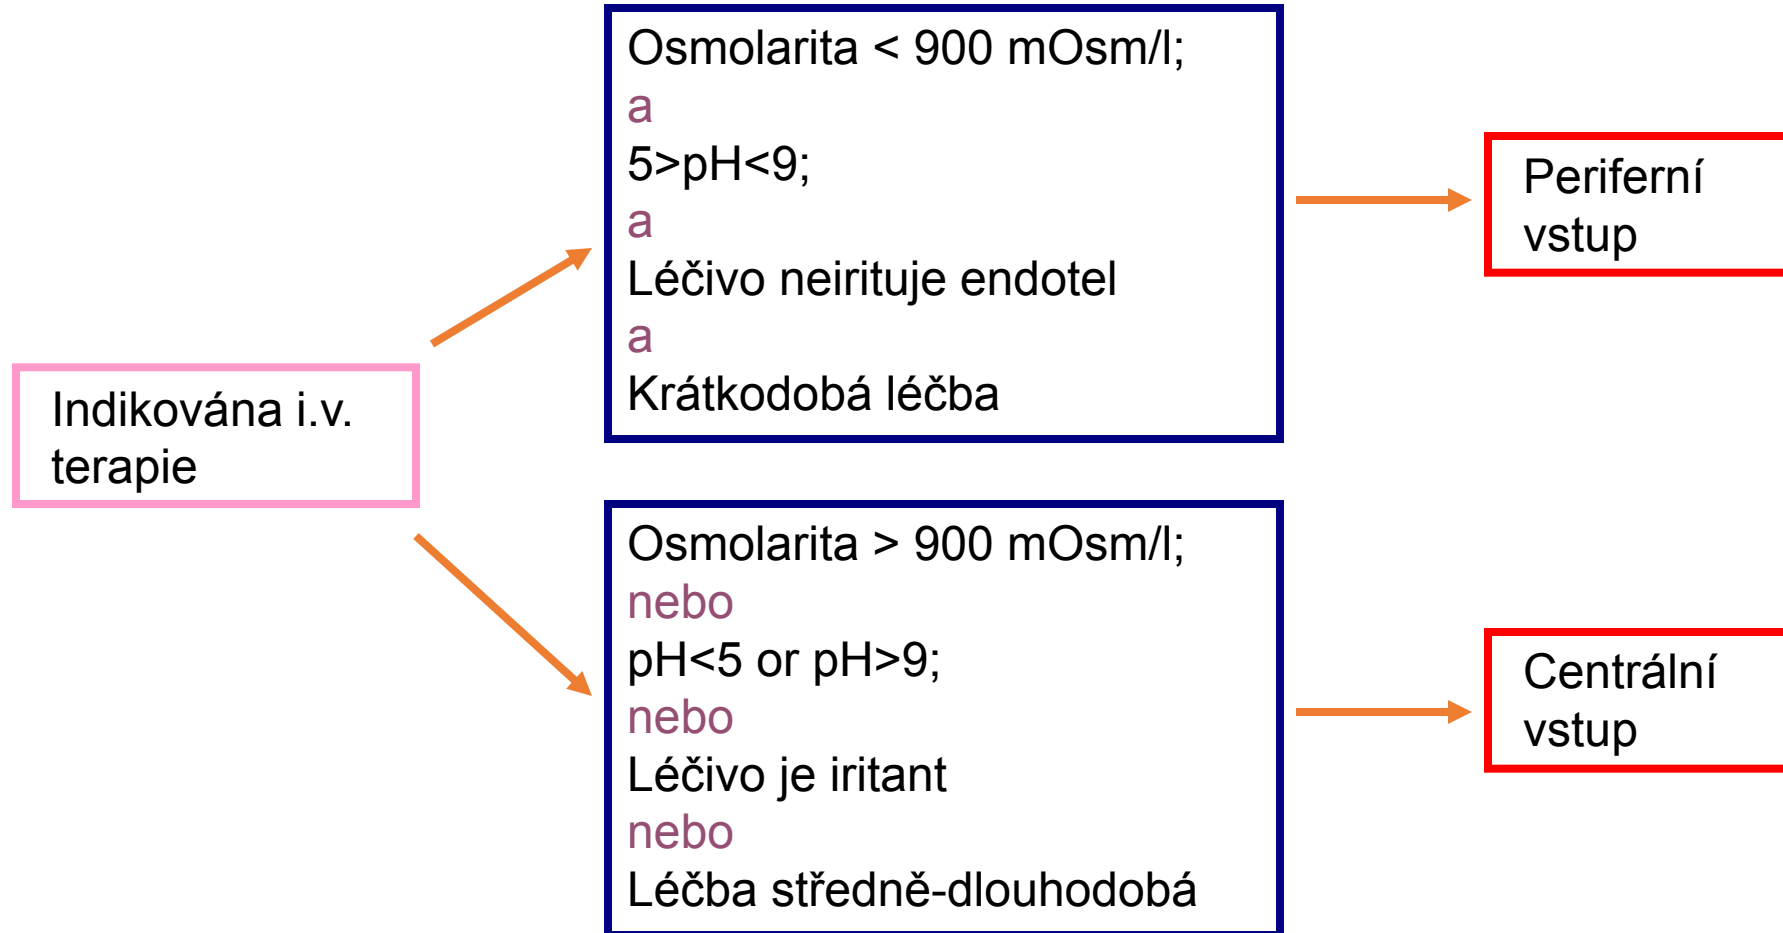 Indikována i.v.
terapie
Osmolarita < 900 mOsm/l;
a
5>pH<9;
a
Léčivo neirituje endotel
a
Krátkodobá léčba
Periferní
vstup
Osmolarita > 900 mOsm/l;
nebo
pH<5 or pH>9;
nebo
Léčivo je iritant
nebo
Léčba středně-dlouhodobá
Centrální
vstup